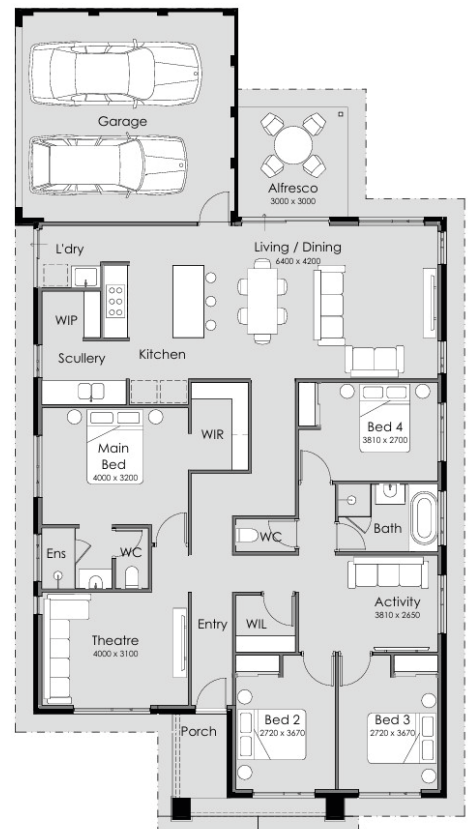 Garage
Alfresco
3000 x 3000
L'dry
Living / Dining
6400 x 4200
WIP
Scullery
Kitchen
WIR
Bed 4
3810 x 2700
Main
Bed
4000 x 3200
Bath
WC
Ens
WC
Activity
3810 x 2650
Entry
WIL
Theatre
4000 x 3100
Bed 2
2720 x 3670
Bed 3
2720 x 3670
Porch